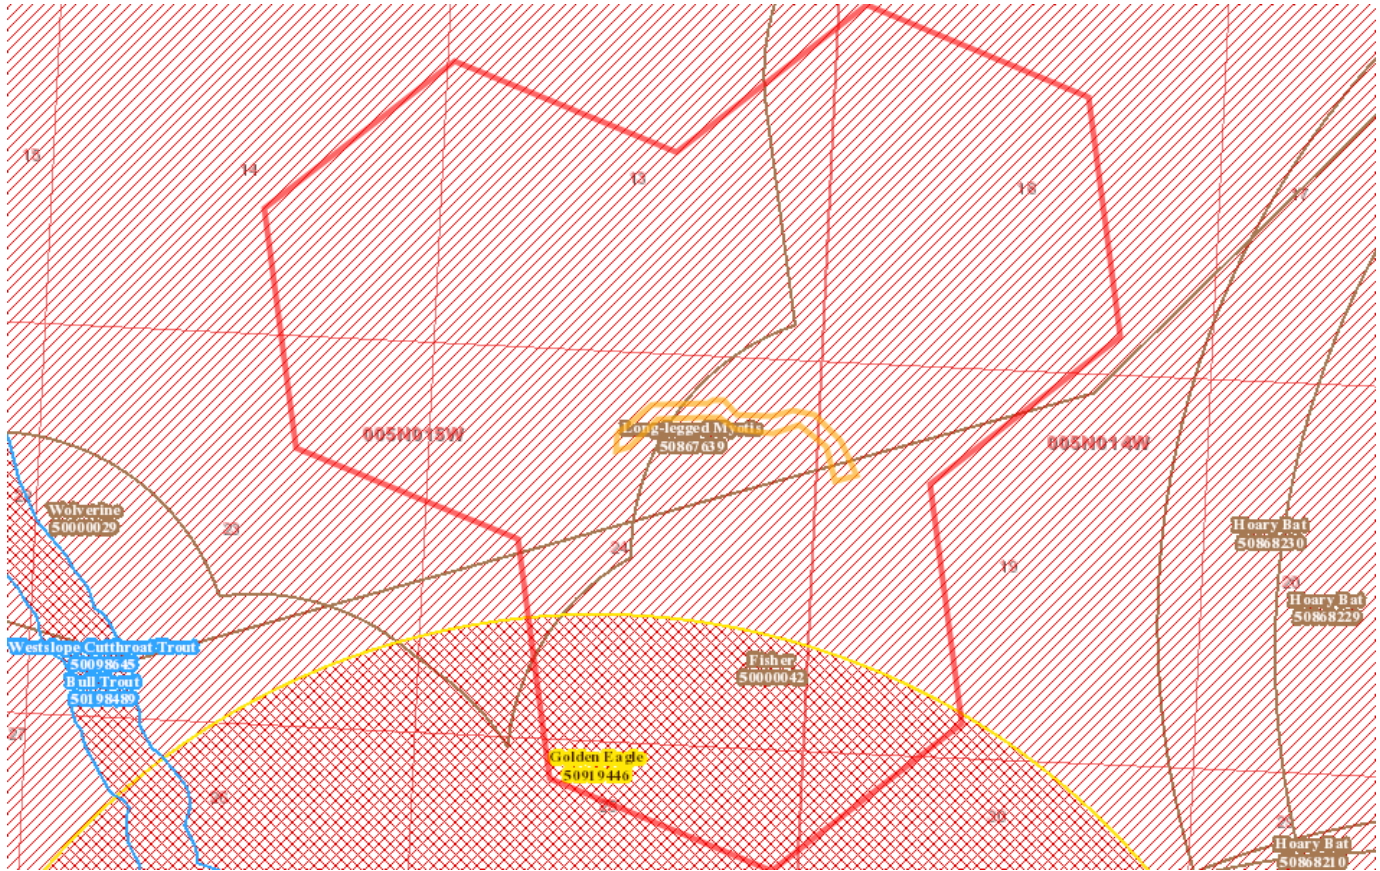 15
14
13
18
17
005N015W
005N014W
Long-legged Myotis
50867639
22
Wolverine
50000029
23
24
19
20
Hoary Bat
50868230
Hoary Bat
50868229
Westslope Cutthroat Trout
50098645
Bull Trout
50198489
Fisher
50000042
27
Golden Eagle
50919446
26
25
30
29
Hoary Bat
50868210